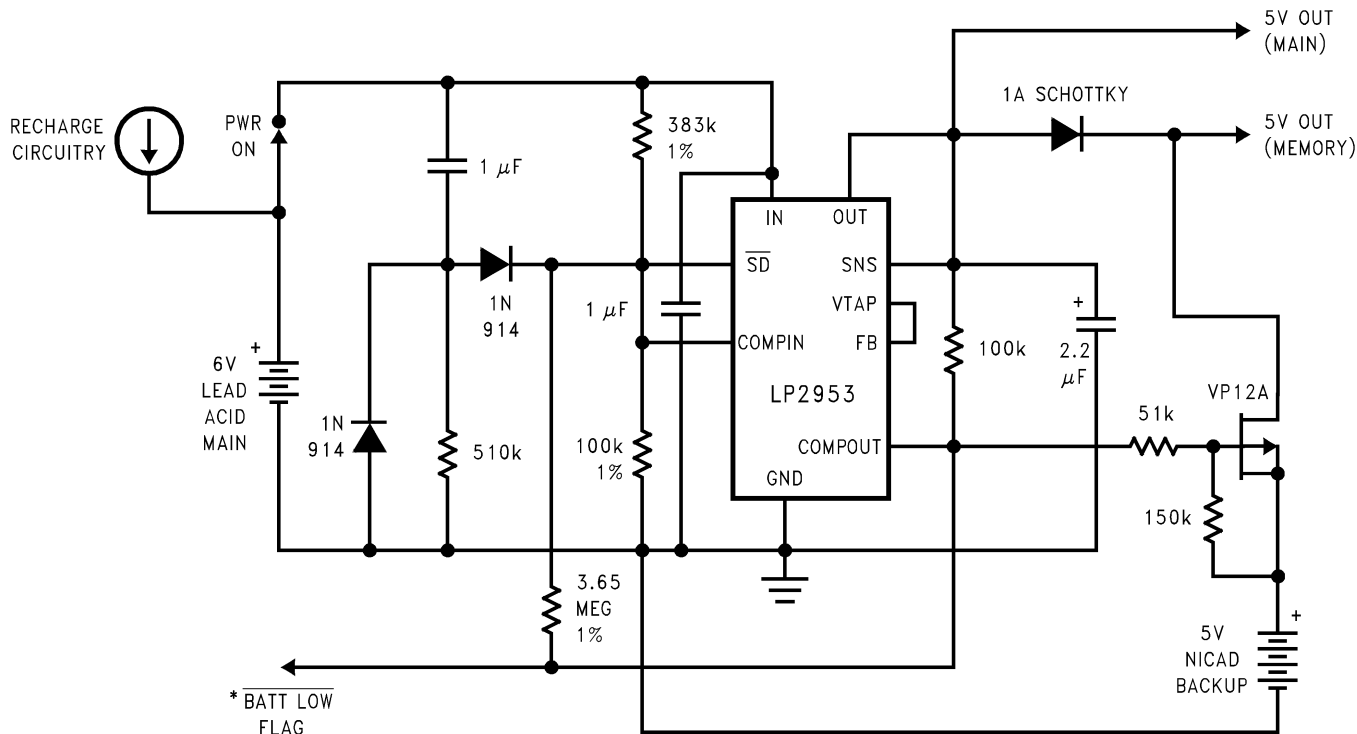 5V OUT
(MAIN)
1A SCHOTTKY
5V OUT
(MEMORY)
RECHARGE
CIRCUITRY
PWR
ON
383k
1%
1 μF
IN
OUT
SD
SNS
1N
914
1 μF
VTAP
FB
COMPIN
100k
2.2
μF
6V
LEAD
ACID
MAIN
+
+
LP2953
VP12A
51k
1N
914
510k
100k
1%
COMPOUT
GND
150k
3.65
MEG
1%
+
5V
NICAD
BACKUP
*BATT LOW
FLAG